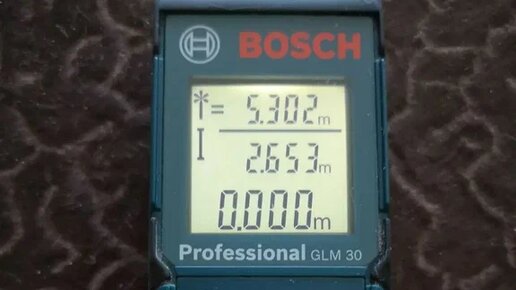 BOSCH
= 5.302m
2.653m
0.000m
Professional GLM 30